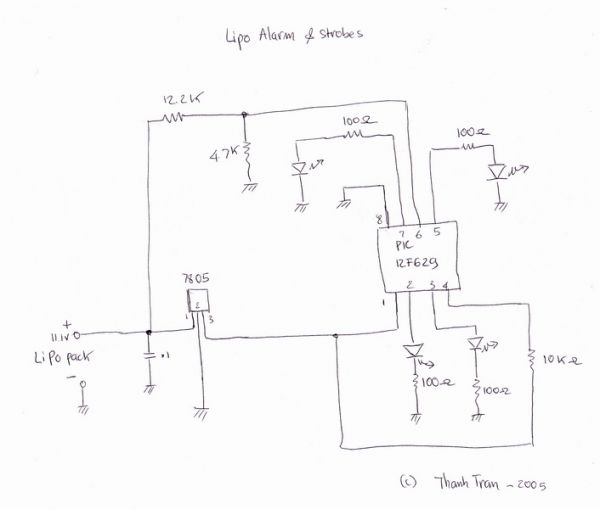 Lipo Alarm & strobes
12.2K
100Ω
100Ω
4.7K
8
7 6 5
PIC
12F629
7805
2
1 3
1 2 3 4
+
11.1V
LiPo pack
-
.1
100Ω
100Ω
10KΩ
(c) Thanh Tran - 2005